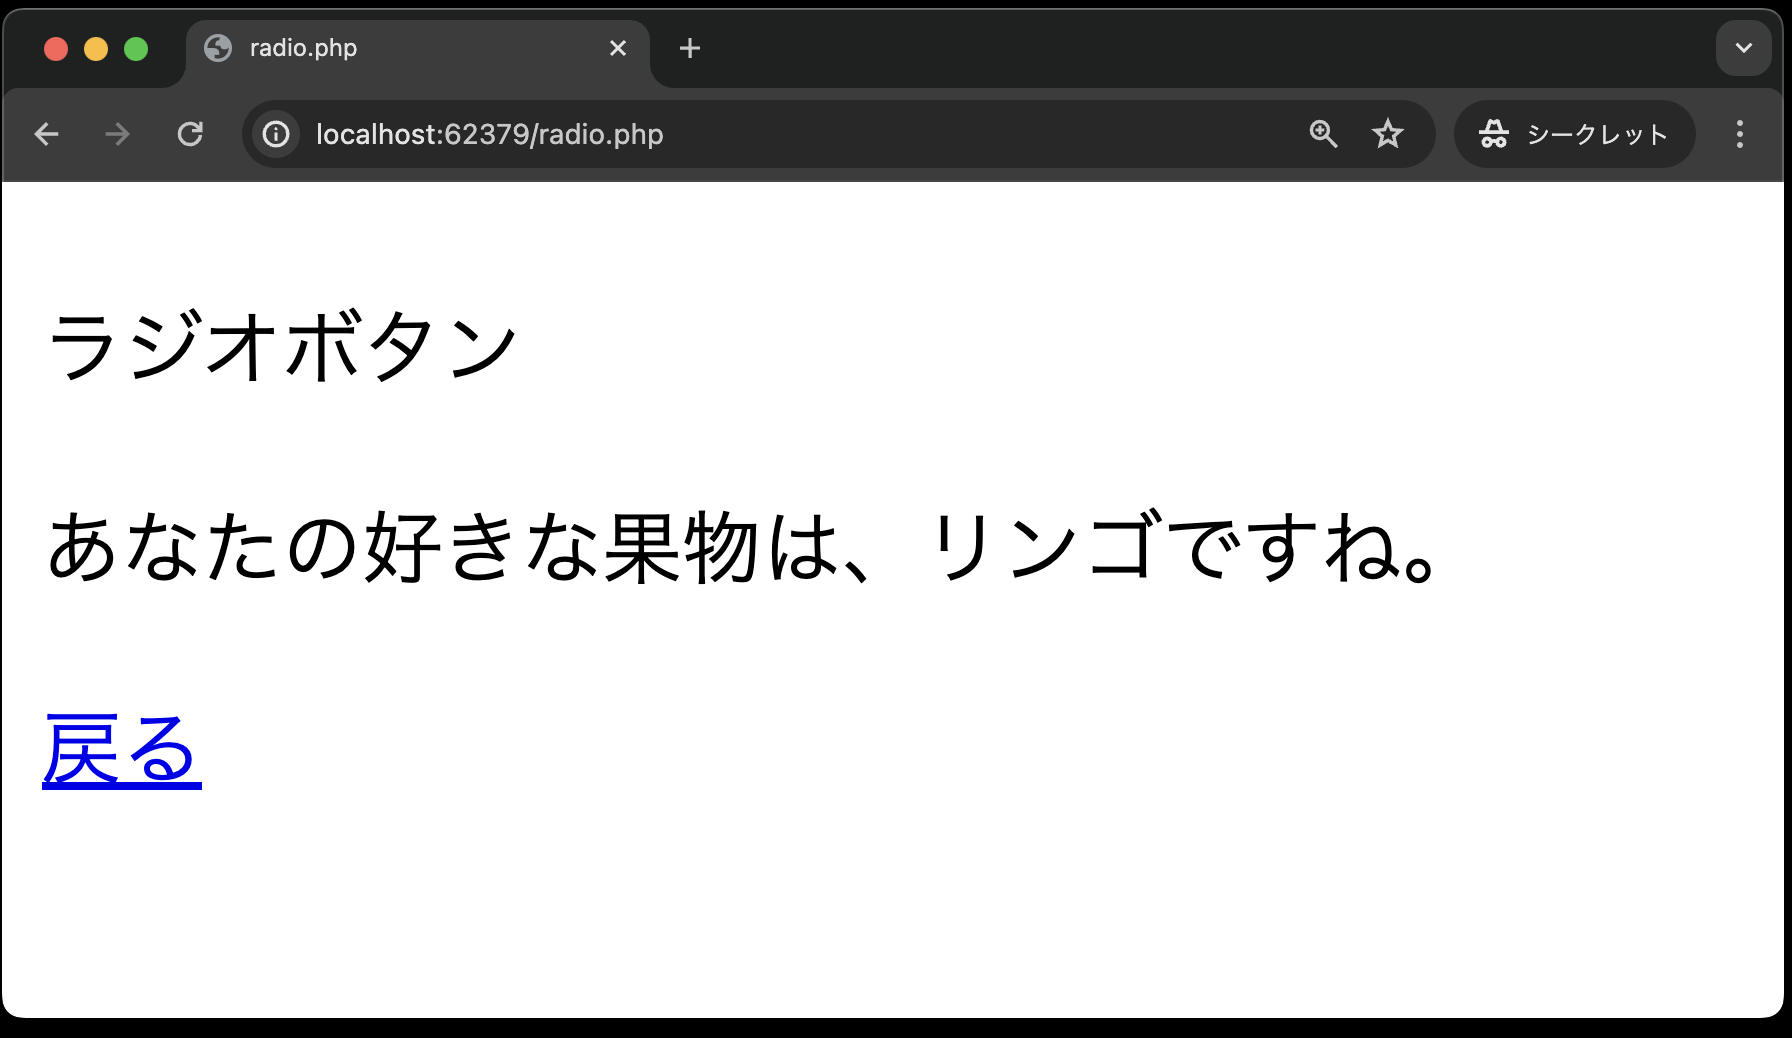 radio.php
localhost:62379/radio.php
シークレット
ラジオボタン
あなたの好きな果物は、リンゴですね。
戻る